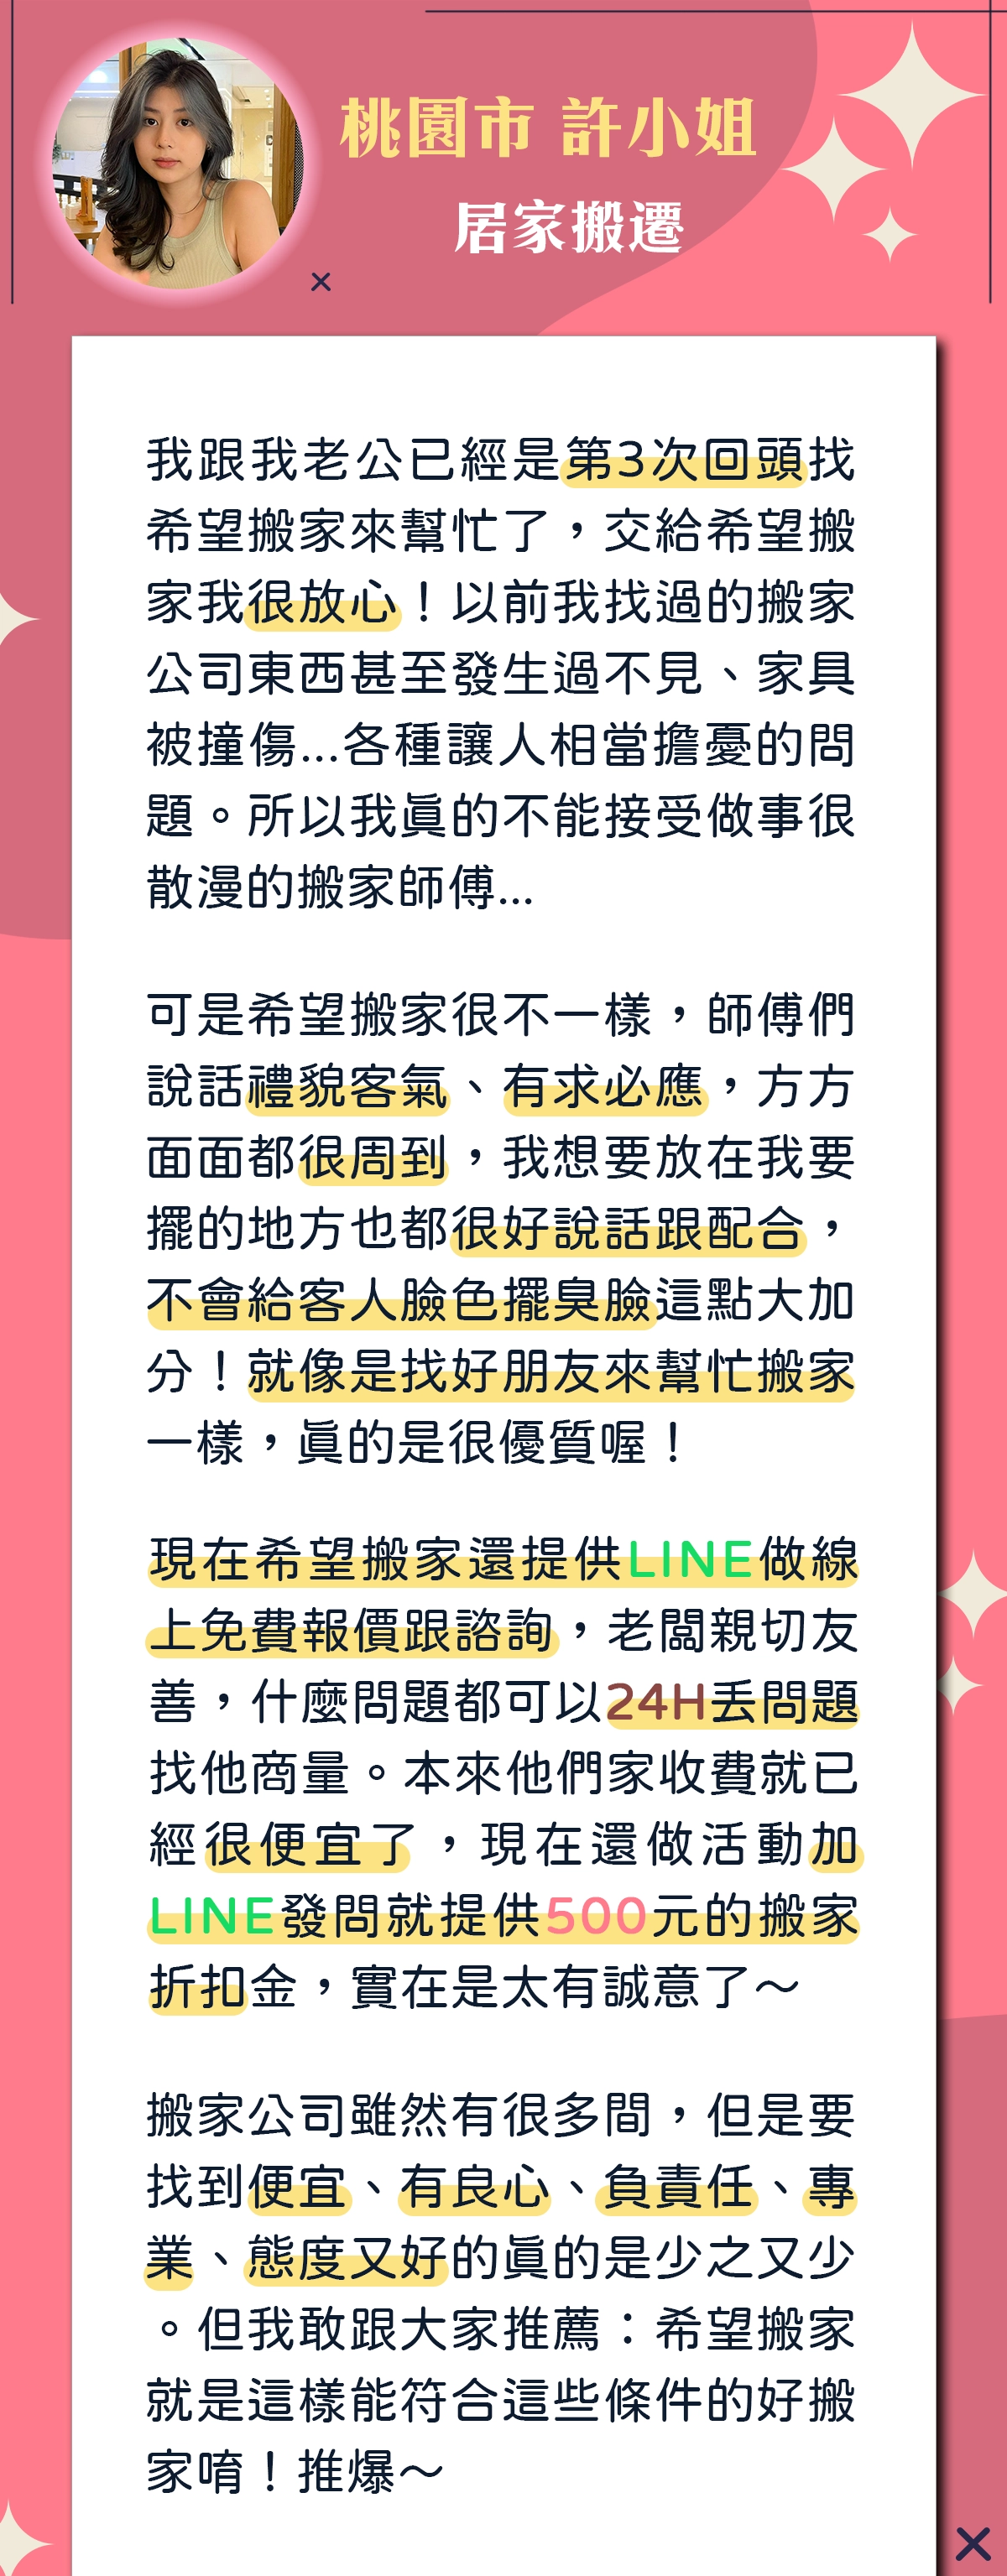 桃園市 許小姐
居家搬遷
我跟我老公已經是第3次回頭找
希望搬家來幫忙了，交給希望搬
家我很放心！以前我找過的搬家
公司東西甚至發生過不見、家具
被撞傷...各種讓人相當擔憂的問
題。所以我真的不能接受做事很
散漫的搬家師傅...
可是希望搬家很不一樣，師傅們
說話禮貌客氣、有求必應，方方
面面都很周到，我想要放在我要
擺的地方也都很好說話跟配合，
不會給客人臉色擺臭臉這點大加
分！就像是找好朋友來幫忙搬家
一樣，真的是很優質喔！
現在希望搬家還提供LINE做線
上免費報價跟諮詢，老闆親切友
善，什麼問題都可以24H丟問題
找他商量。本來他們家收費就已
經很便宜了，現在還做活動加
LINE發問就提供500元的搬家
折扣金，實在是太有誠意了～
搬家公司雖然有很多間，但是要
找到便宜、有良心、負責任、專
業、態度又好的真的是少之又少
。但我敢跟大家推薦：希望搬家
就是這樣能符合這些條件的好搬
家唷！推爆～